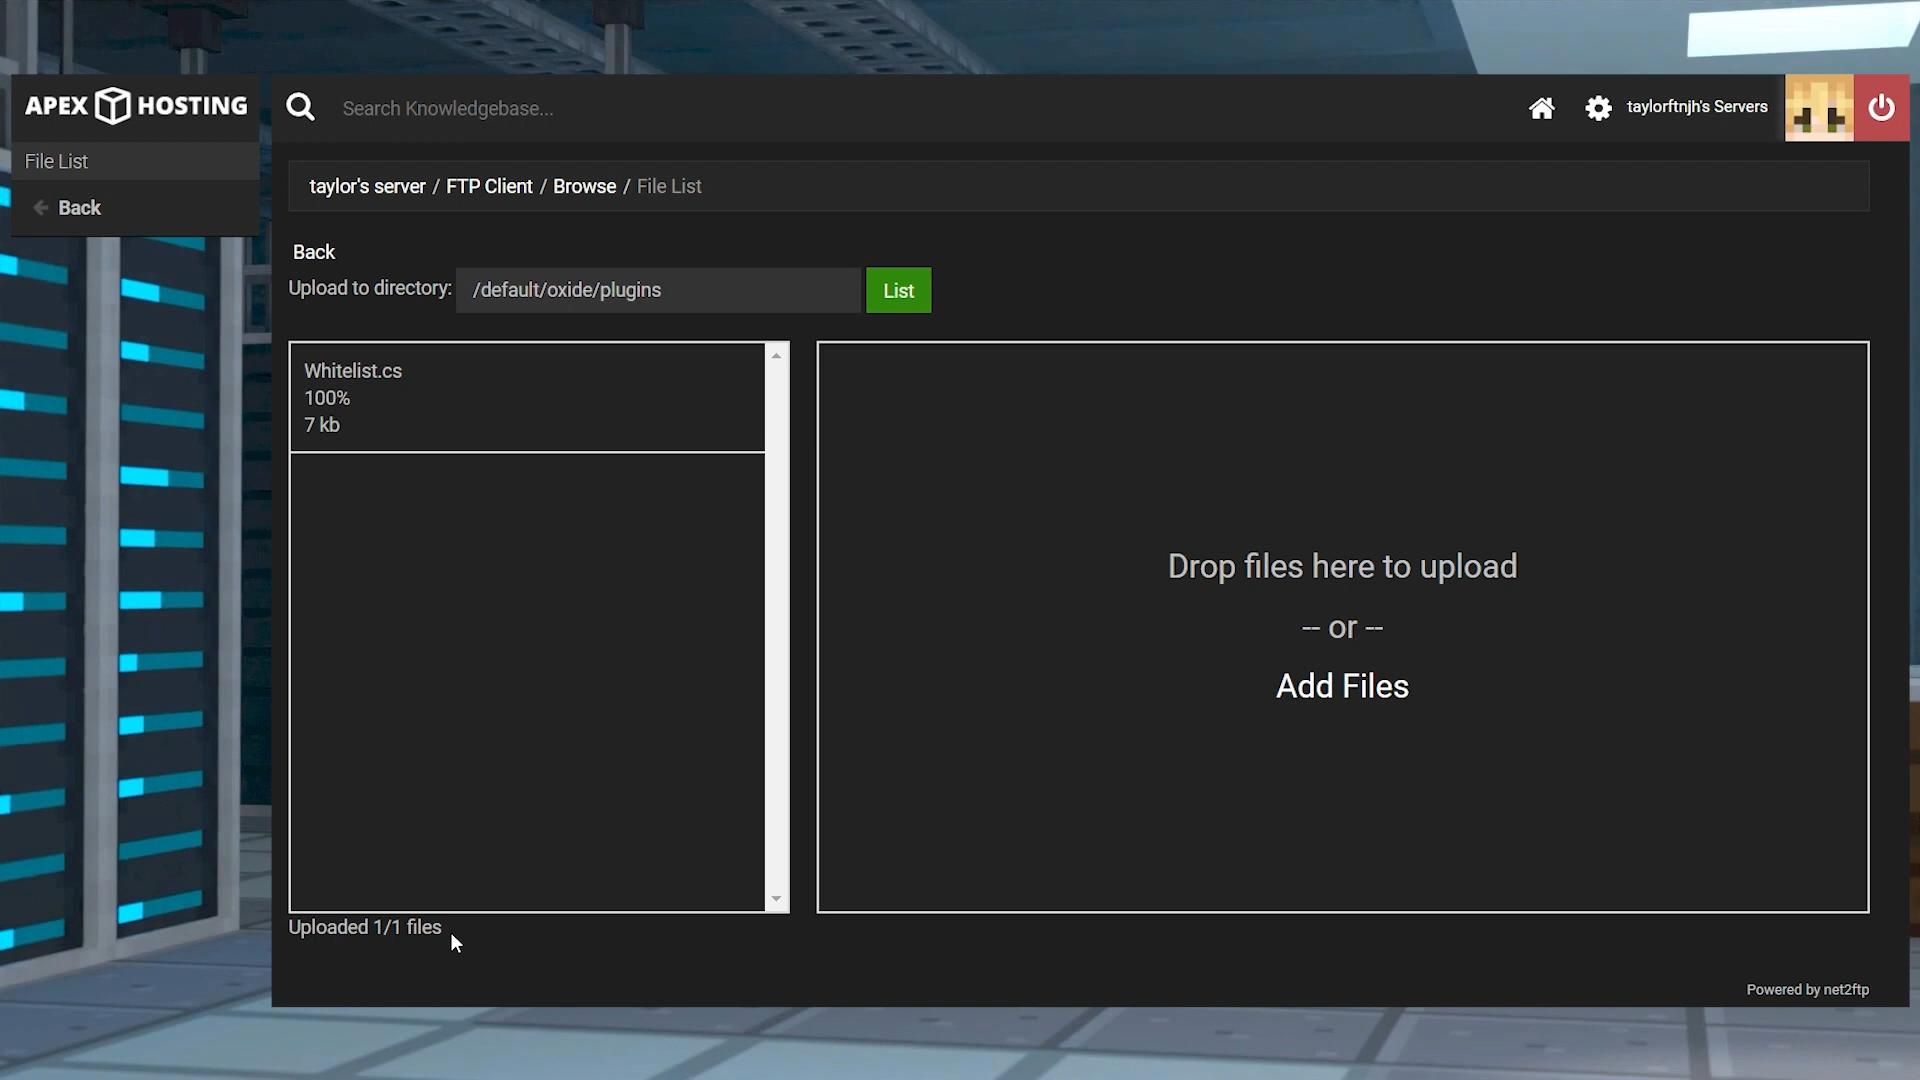 APEX HOSTING
Search Knowledgebase...
taylorftnjh's Servers
File List
Back
taylor's server / FTP Client / Browse / File List
Back
Upload to directory: /default/oxide/plugins List
Whitelist.cs
100%
7 kb
Drop files here to upload
-- or --
Add Files
Uploaded 1/1 files
Powered by net2ftp